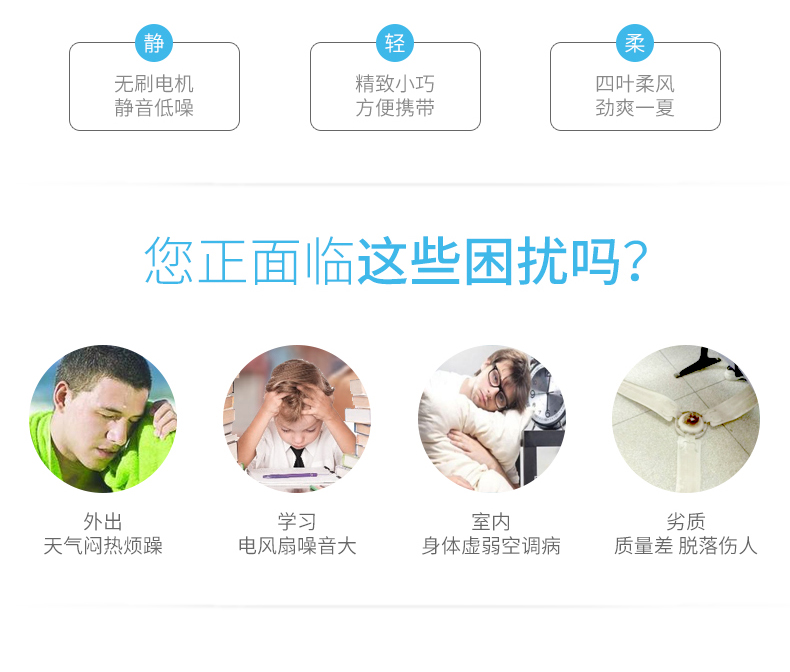 静
无刷电机
静音低噪
轻
精致小巧
方便携带
柔
四叶柔风
劲爽一夏
您正面临这些困扰吗?
外出
天气闷热烦躁
学习
电风扇噪音大
室内
身体虚弱空调病
劣质
质量差 脱落伤人